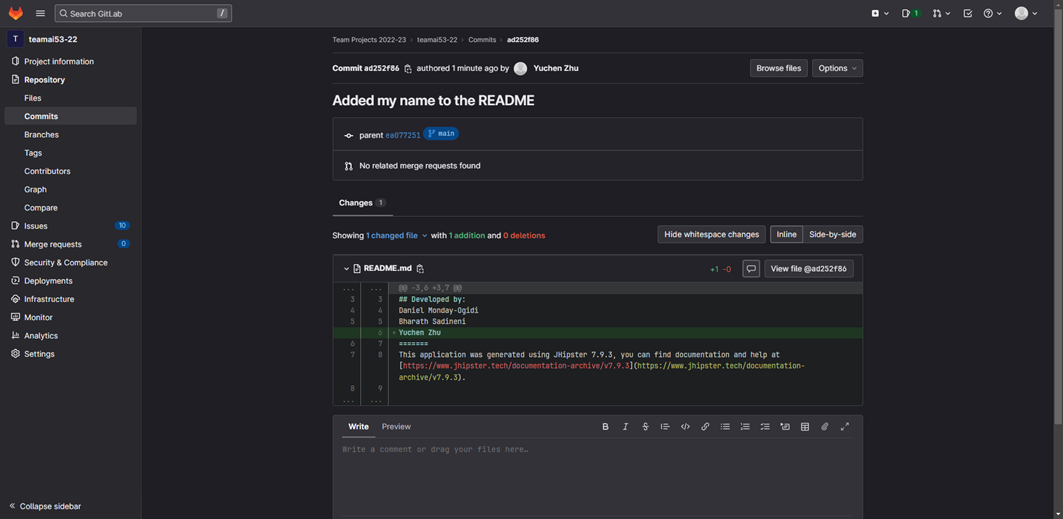 Search GitLab /
1
T teamai53-22
Project information
Repository
Files
Commits
Branches
Tags
Contributors
Graph
Compare
Issues 10
Merge requests 0
Security & Compliance
Deployments
Infrastructure
Monitor
Analytics
Settings
Collapse sidebar
Team Projects 2022-23 › teamai53-22 › Commits › ad252f86
Commit ad252f86 authored 1 minute ago by Yuchen Zhu
Browse files Options
Added my name to the README
parent ea077251 main
No related merge requests found
Changes 1
Showing 1 changed file with 1 addition and 0 deletions
Hide whitespace changes Inline Side-by-side
README.md +1 -0 View file @ad252f86
... ... @@ -3,6 +3,7 @@
3 3 ## Developed by:
4 4 Daniel Monday-Ogidi
5 5 Bharath Sadineni
6 + Yuchen Zhu
6 7 =======
7 8 This application was generated using JHipster 7.9.3, you can find documentation and help at
[https://www.jhipster.tech/documentation-archive/v7.9.3](https://www.jhipster.tech/documentation-
archive/v7.9.3).
8 9
... ...
Write Preview
Write a comment or drag your files here…